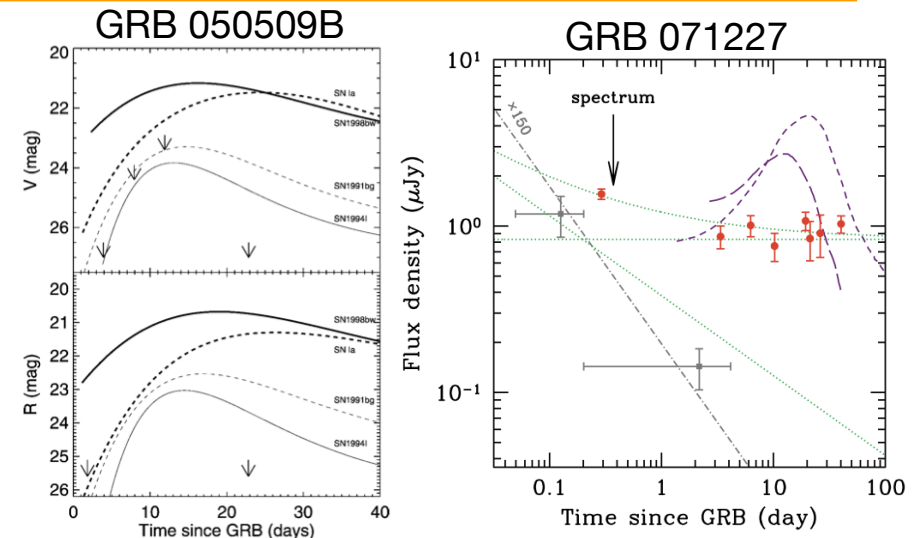 GRB 050509B
20
22
24
26
V (mag)
SN Ia
SN1998bw
SN1991bg
SN1994I
20
21
22
23
24
25
26
R (mag)
SN1998bw
SN Ia
SN1991bg
SN1994I
0
10
20
30
40
Time since GRB (days)
GRB 071227
10¹
10⁰
10⁻¹
Flux density (μJy)
×150
spectrum
0.1
1
10
100
Time since GRB (day)